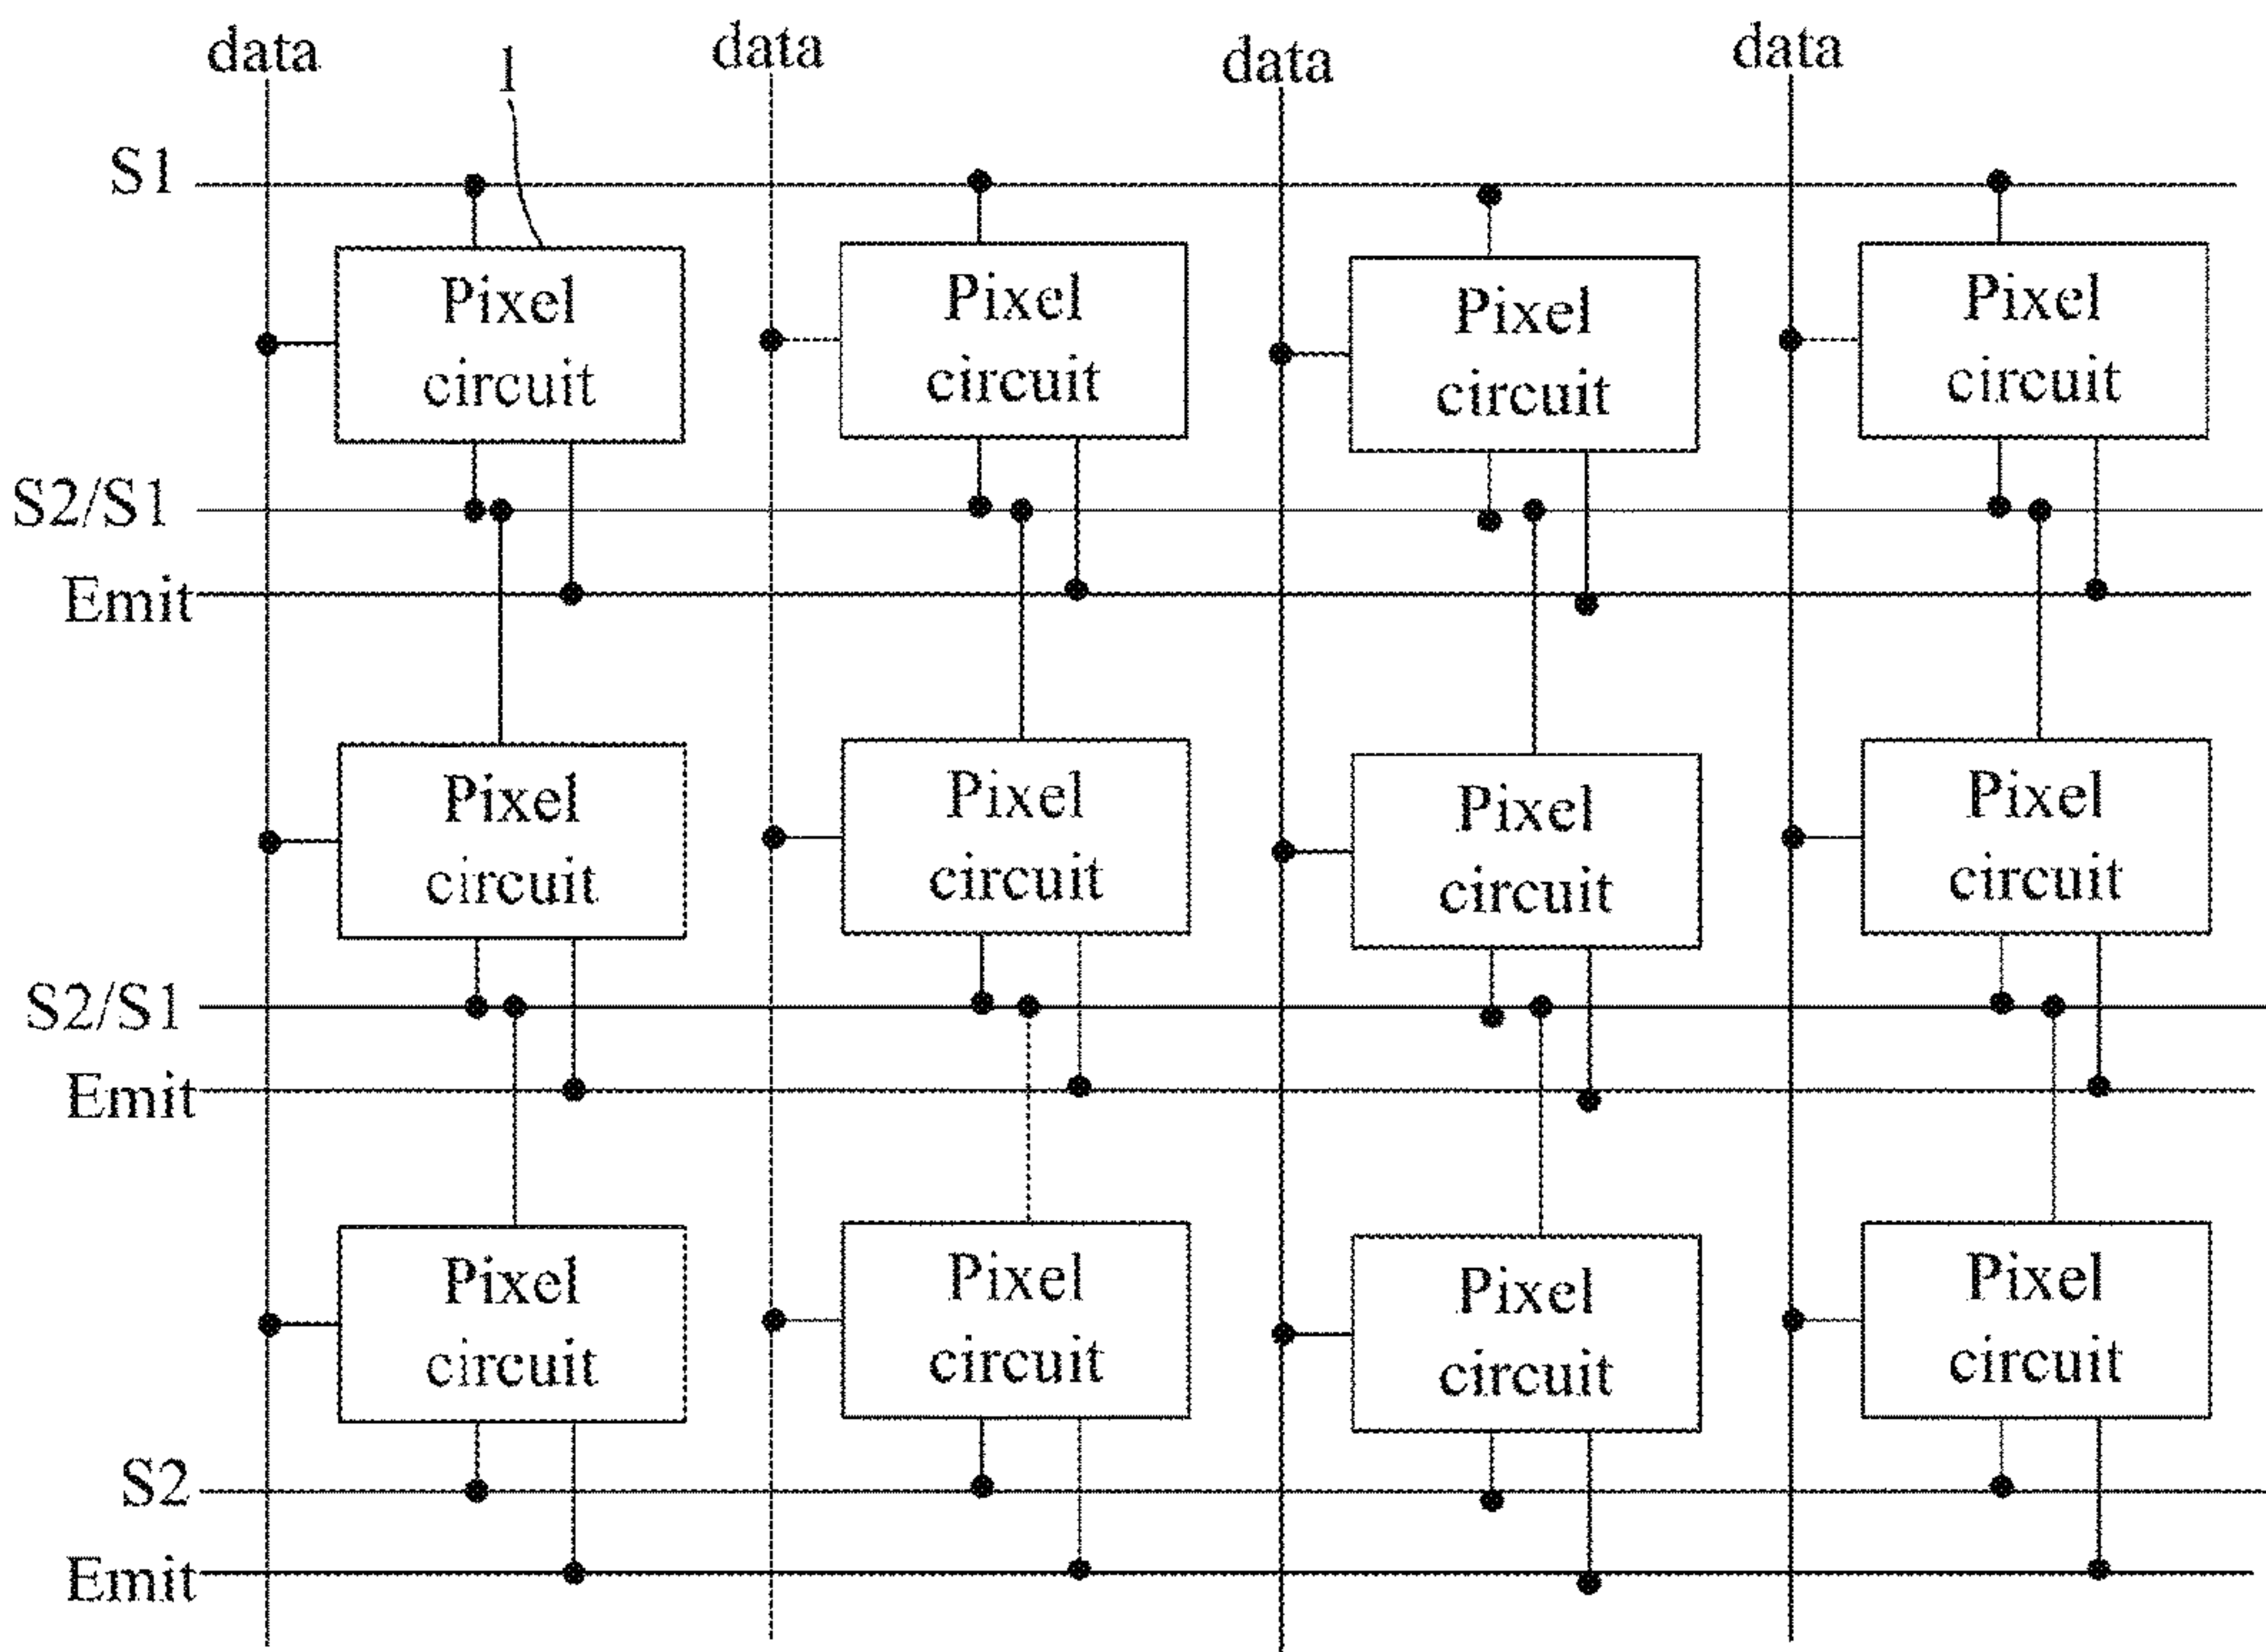 data data data data
1
S1
Pixel Pixel Pixel Pixel
circuit circuit circuit circuit
S2/S1
Emit
Pixel Pixel Pixel Pixel
circuit circuit circuit circuit
S2/S1
Emit
Pixel Pixel Pixel Pixel
circuit circuit circuit circuit
S2
Emit